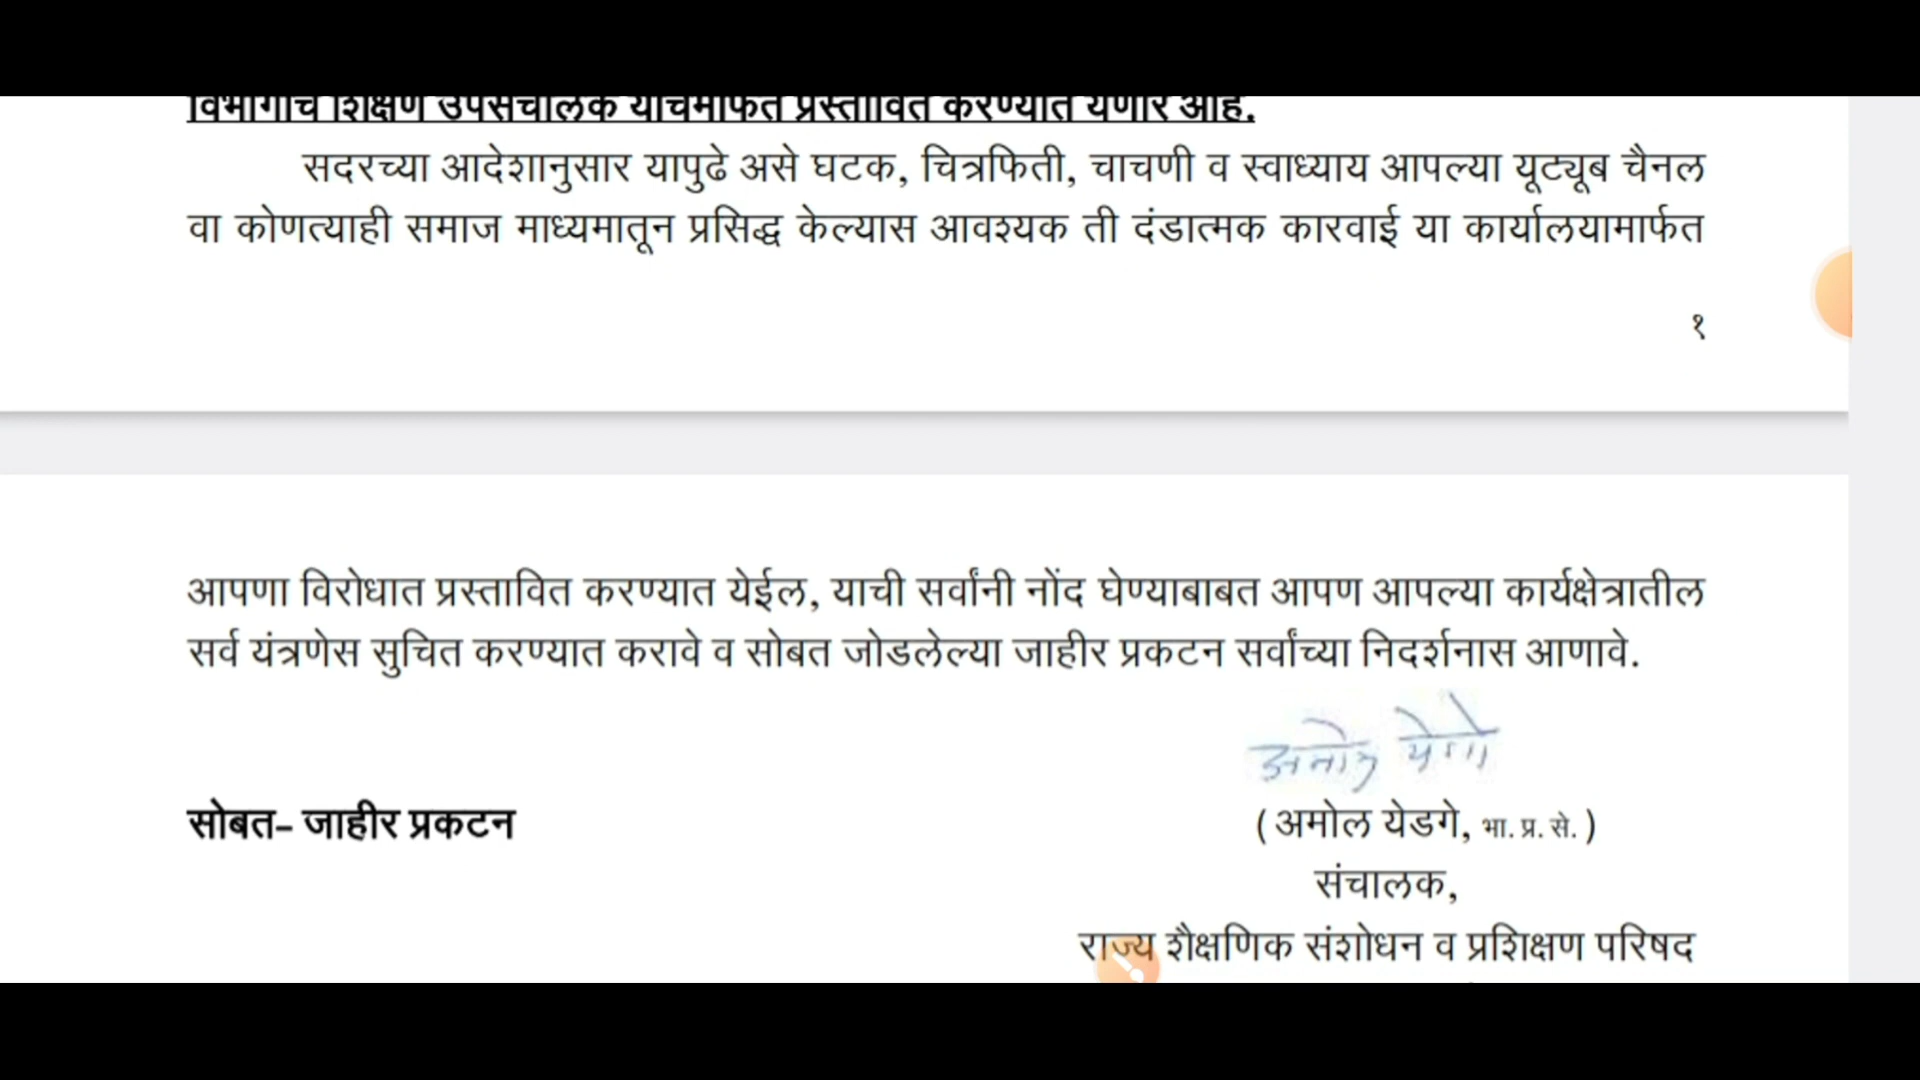 विभागाचे शिक्षण उपसंचालक यांचेमार्फत प्रस्तावित करण्यात येणार आहे.
सदरच्या आदेशानुसार यापुढे असे घटक, चित्रफिती, चाचणी व स्वाध्याय आपल्या यूट्यूब चैनल
वा कोणत्याही समाज माध्यमातून प्रसिद्ध केल्यास आवश्यक ती दंडात्मक कारवाई या कार्यालयामार्फत
१
आपणा विरोधात प्रस्तावित करण्यात येईल, याची सर्वांनी नोंद घेण्याबाबत आपण आपल्या कार्यक्षेत्रातील
सर्व यंत्रणेस सुचित करण्यात करावे व सोबत जोडलेल्या जाहीर प्रकटन सर्वांच्या निदर्शनास आणावे.
सोबत– जाहीर प्रकटन
( अमोल येडगे, भा. प्र. से. )
संचालक,
राज्य शैक्षणिक संशोधन व प्रशिक्षण परिषद